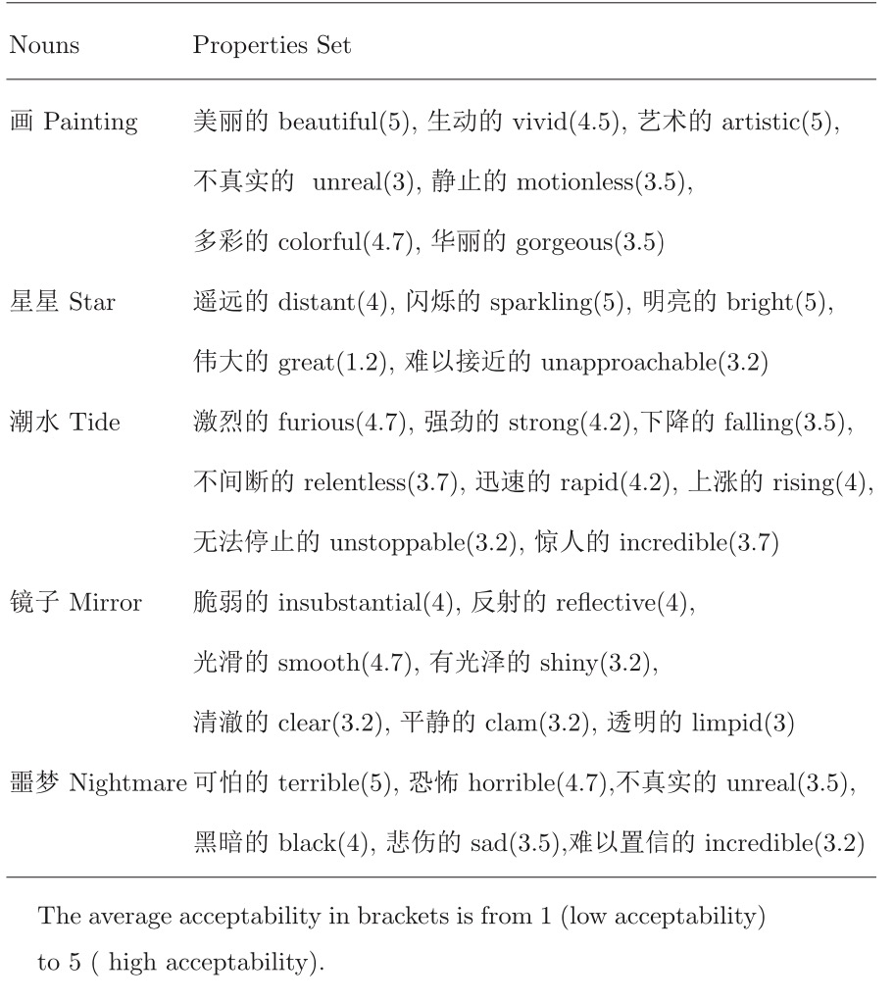 Nouns Properties Set
画 Painting 美丽的 beautiful(5), 生动的 vivid(4.5), 艺术的 artistic(5),
不真实的 unreal(3), 静止的 motionless(3.5),
多彩的 colorful(4.7), 华丽的 gorgeous(3.5)
星星 Star 遥远的 distant(4), 闪烁的 sparkling(5), 明亮的 bright(5),
伟大的 great(1.2), 难以接近的 unapproachable(3.2)
潮水 Tide 激烈的 furious(4.7), 强劲的 strong(4.2),下降的 falling(3.5),
不间断的 relentless(3.7), 迅速的 rapid(4.2), 上涨的 rising(4),
无法停止的 unstoppable(3.2), 惊人的 incredible(3.7)
镜子 Mirror 脆弱的 insubstantial(4), 反射的 reflective(4),
光滑的 smooth(4.7), 有光泽的 shiny(3.2),
清澈的 clear(3.2), 平静的 clam(3.2), 透明的 limpid(3)
噩梦 Nightmare 可怕的 terrible(5), 恐怖 horrible(4.7),不真实的 unreal(3.5),
黑暗的 black(4), 悲伤的 sad(3.5),难以置信的 incredible(3.2)
The average acceptability in brackets is from 1 (low acceptability)
to 5 ( high acceptability).